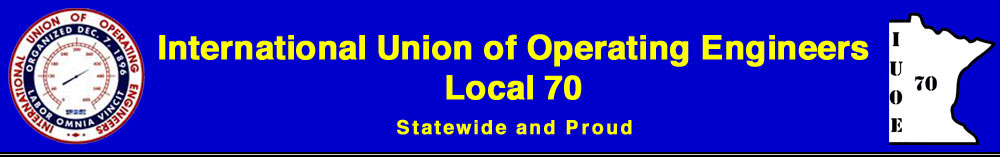 INTERNATIONAL UNION OF OPERATING ENGINEERS
ORGANIZED DEC. 7, 1896
LABOR OMNIA VINCIT
International Union of Operating Engineers
Local 70
Statewide and Proud
IUOE
70